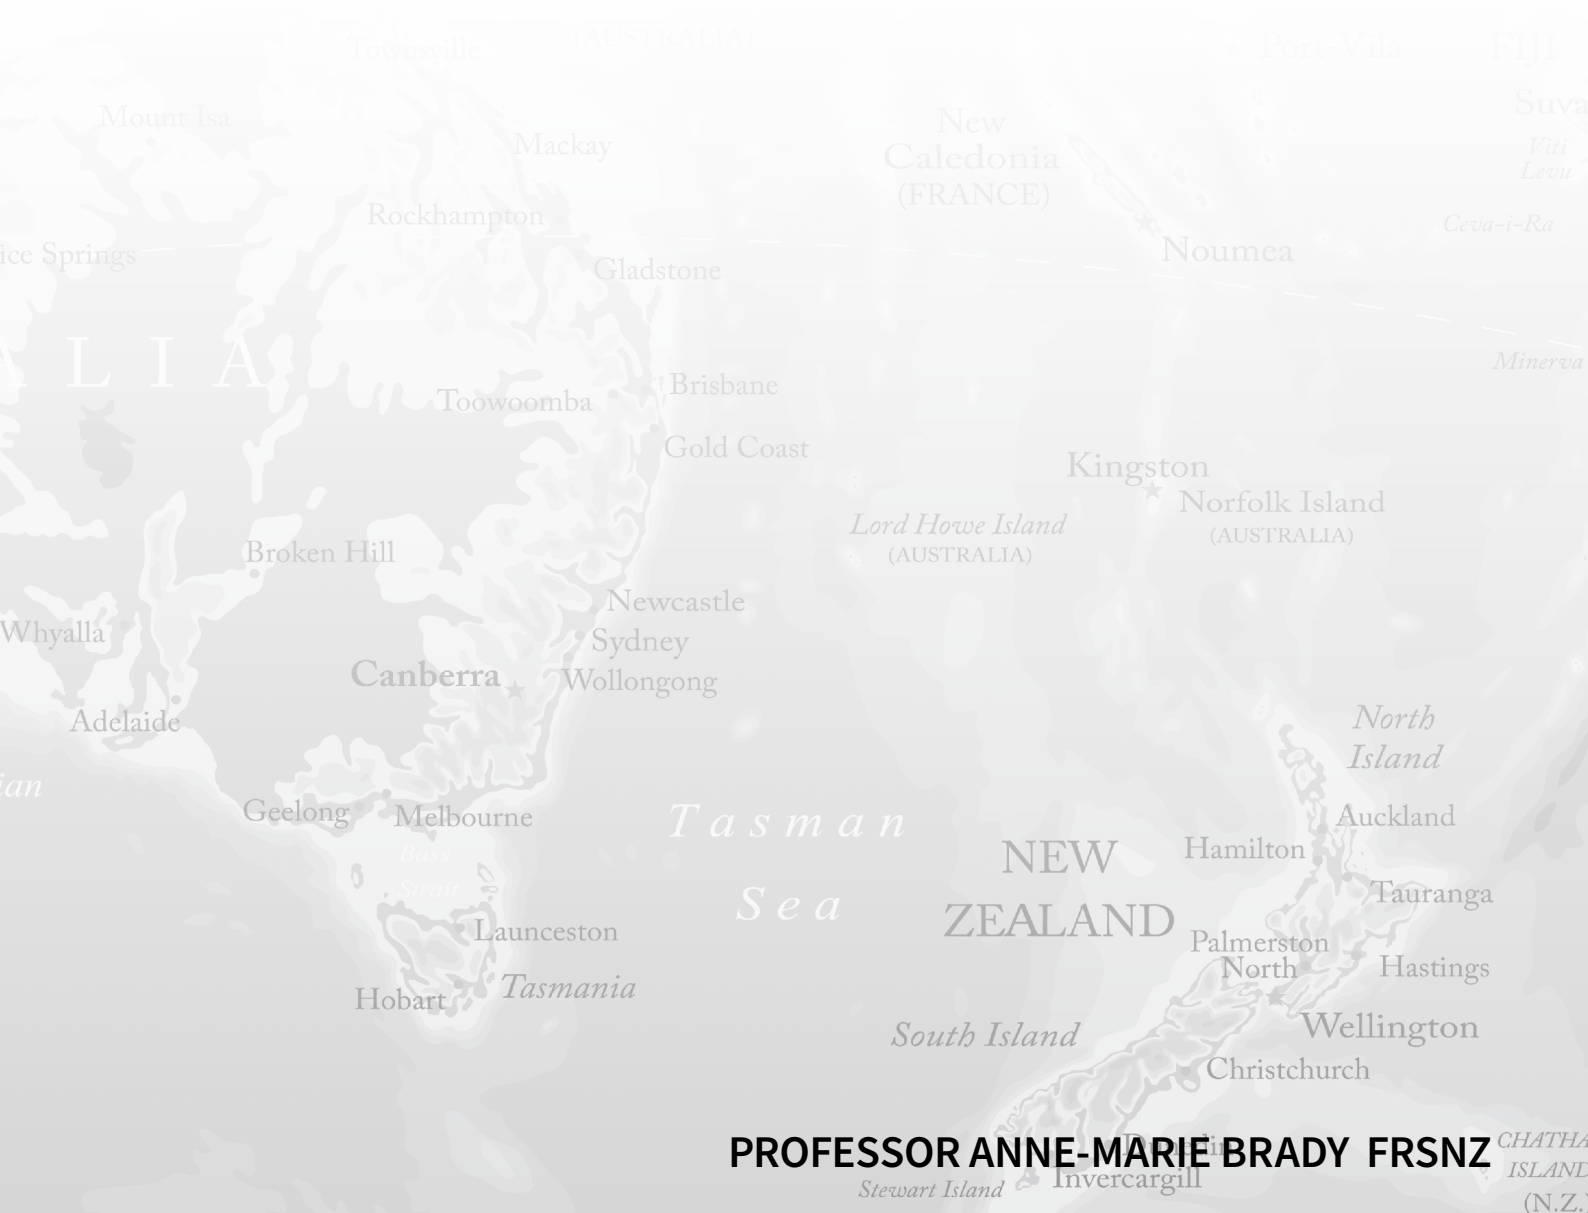 Townsville
(AUSTRALIA)
Port-Vila
FIJI
Suva
Mount Isa
Mackay
New
Caledonia
(FRANCE)
Viti
Levu
Rockhampton
Ceva-i-Ra
ice Springs
Noumea
Gladstone
ALIA
Minerva
Brisbane
Toowoomba
Gold Coast
Kingston
Norfolk Island
(AUSTRALIA)
Lord Howe Island
(AUSTRALIA)
Broken Hill
Newcastle
Whyalla
Sydney
Canberra
Wollongong
Adelaide
North
Island
ian
Geelong
Melbourne
Tasman
Sea
Auckland
NEW
ZEALAND
Hamilton
Bass
Strait
Tauranga
Launceston
Palmerston
North
Hastings
Tasmania
Hobart
South Island
Wellington
Christchurch
Dunedin
PROFESSOR ANNE-MARIE BRADY FRSNZ
CHATHA
ISLAND
(N.Z.)
Invercargill
Stewart Island